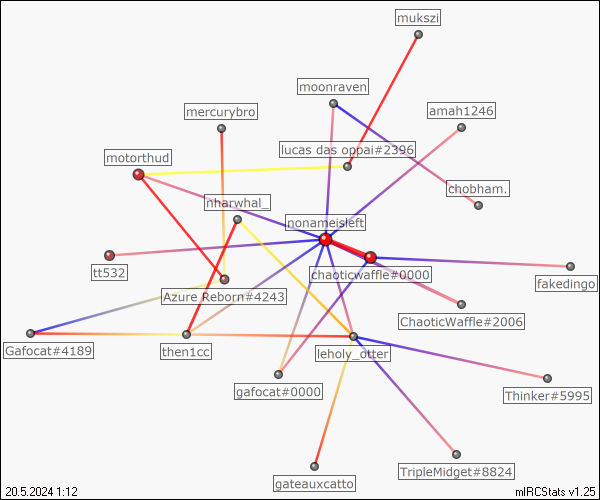 mukszi
moonraven
amah1246
mercurybro
lucas das oppai#2396
motorthud
chobham.
nharwhal_
nonameisleft
tt532
chaoticwaffle#0000
fakedingo
Azure Reborn#4243
ChaoticWaffle#2006
Gafocat#4189
then1cc
leholy_otter
gafocat#0000
Thinker#5995
TripleMidget#8824
gateauxcatto
20.5.2024 1:12
mIRCStats v1.25